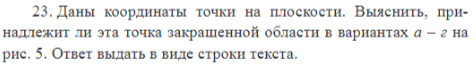 23. Даны координаты точки на плоскости. Выяснить, при-
надлежит ли эта точка закрашенной области в вариантах а – г на
рис. 5. Ответ выдать в виде строки текста.